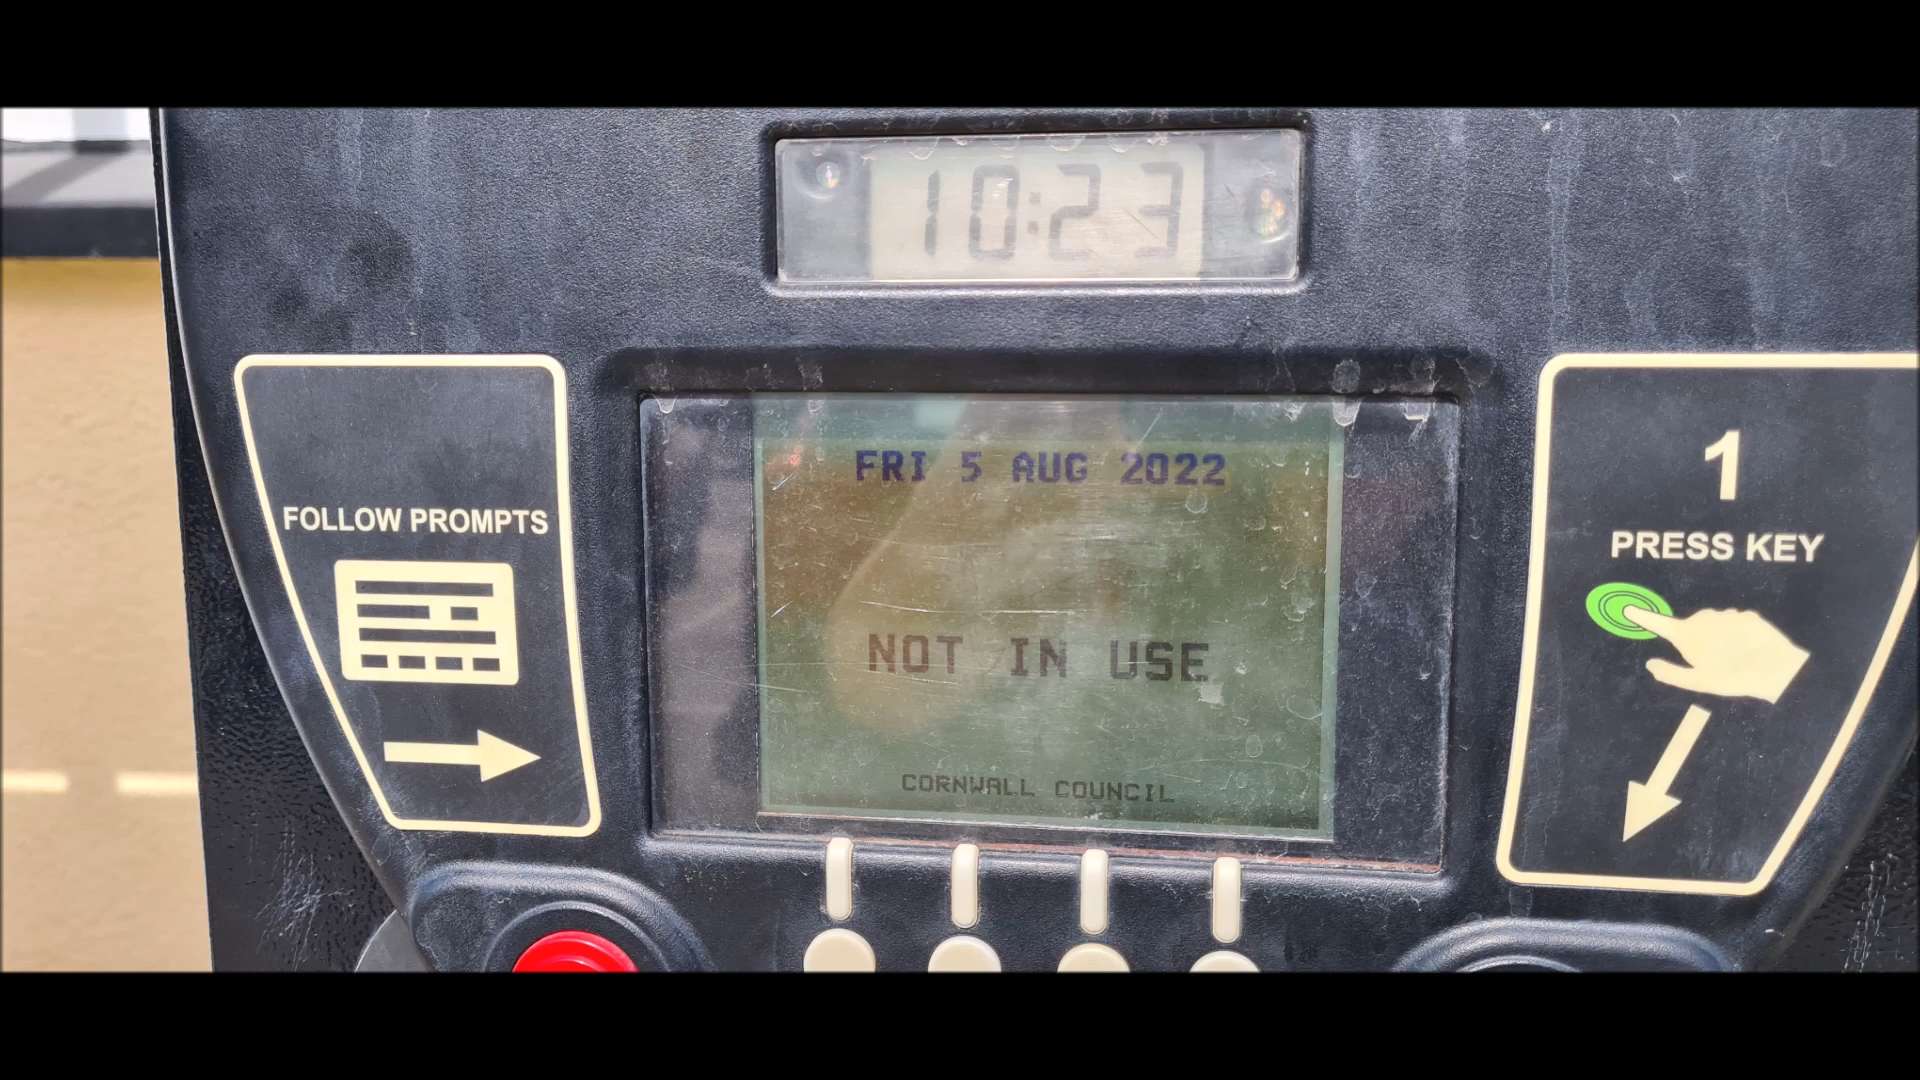 10:23
FRI 5 AUG 2022
NOT IN USE
CORNWALL COUNCIL
FOLLOW PROMPTS
1
PRESS KEY